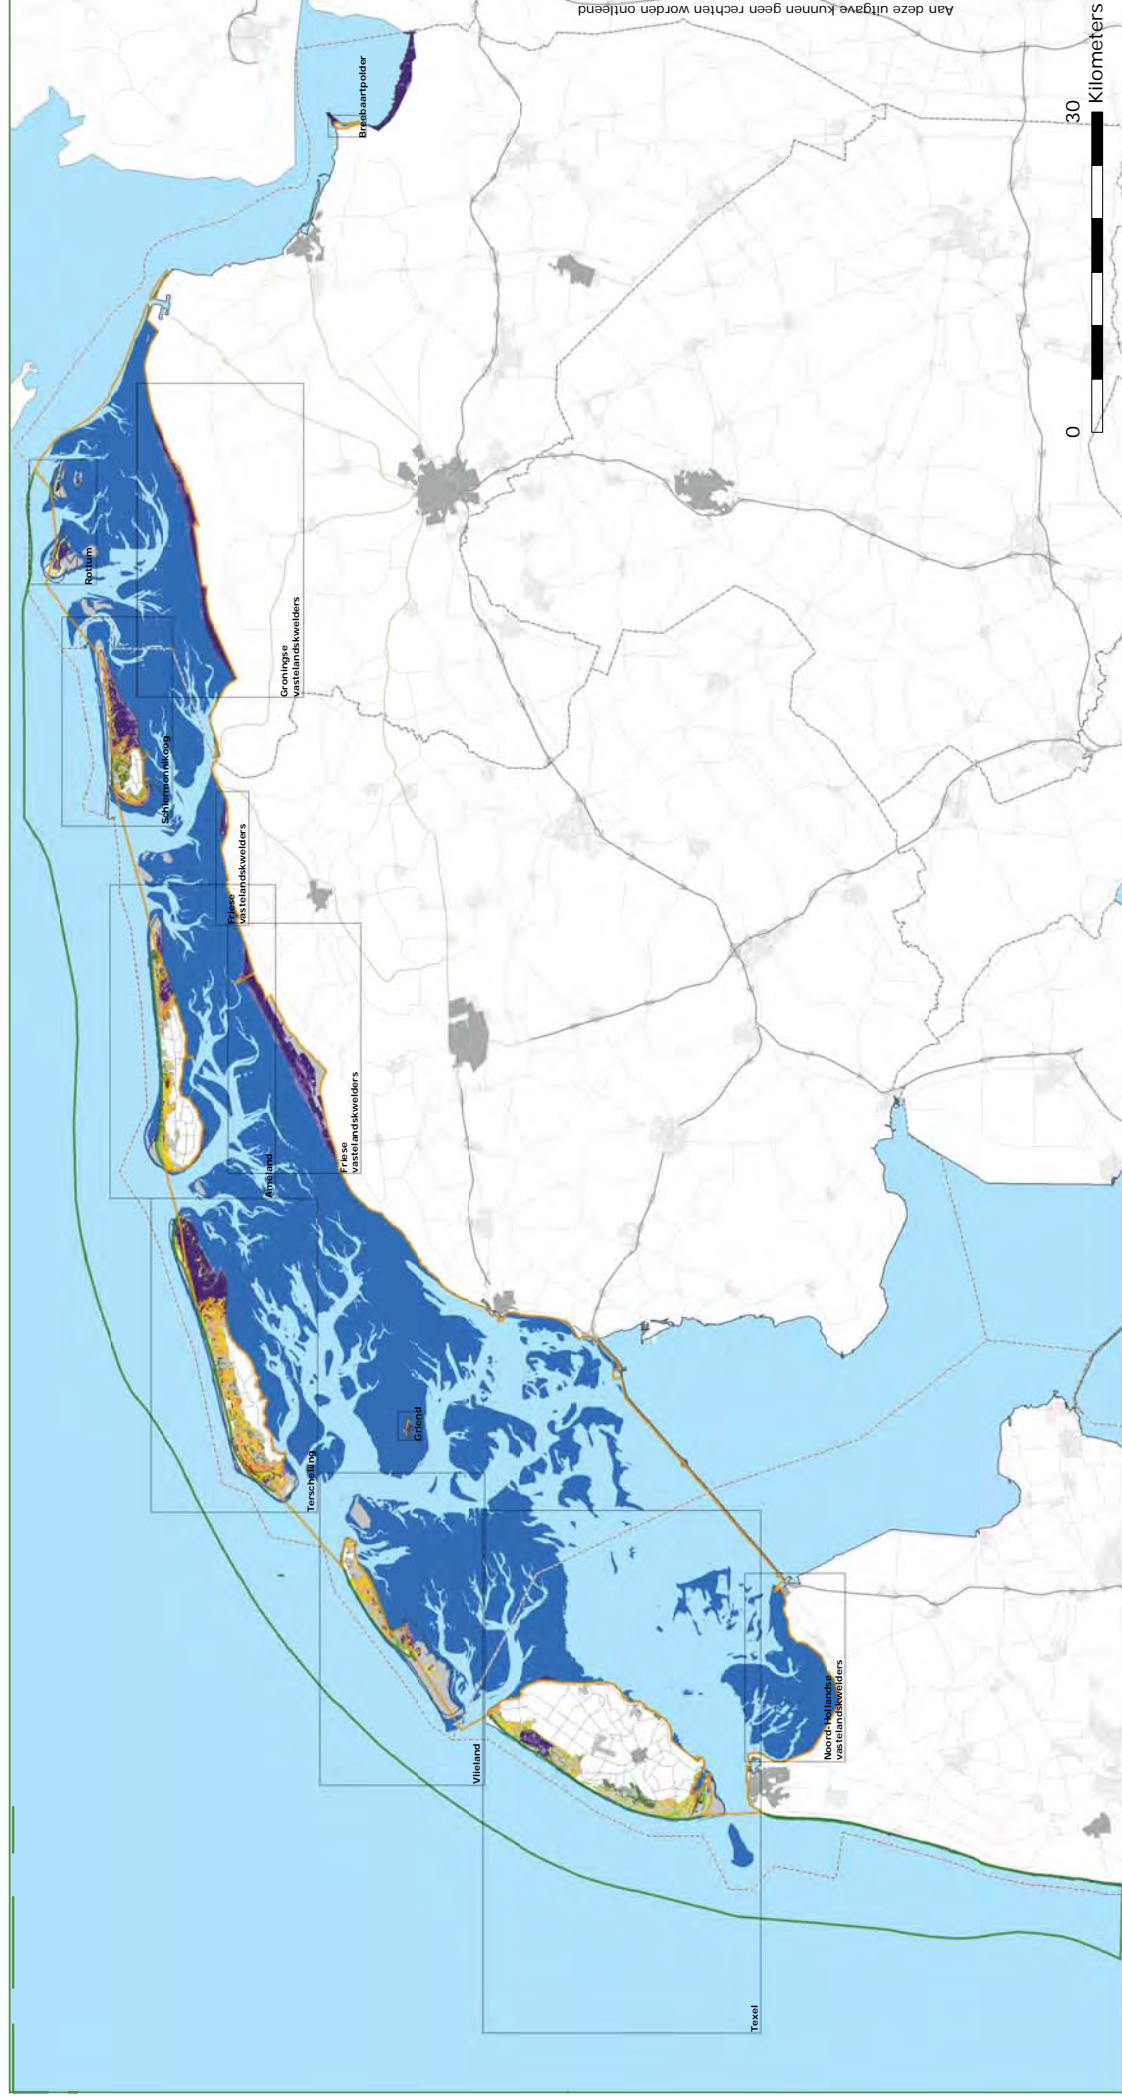 Aan deze uitgave kunnen geen rechten worden ontleend
Breebaartpolder
Rottum
Schiermonnikoog
Groningse
vastelandskwelders
Friese
vastelandskwelders
Ameland
Friese
vastelandskwelders
Terschelling
Griend
Vlieland
Noord-Hollandse
vastelandskwelders
Texel
0
30
Kilometers